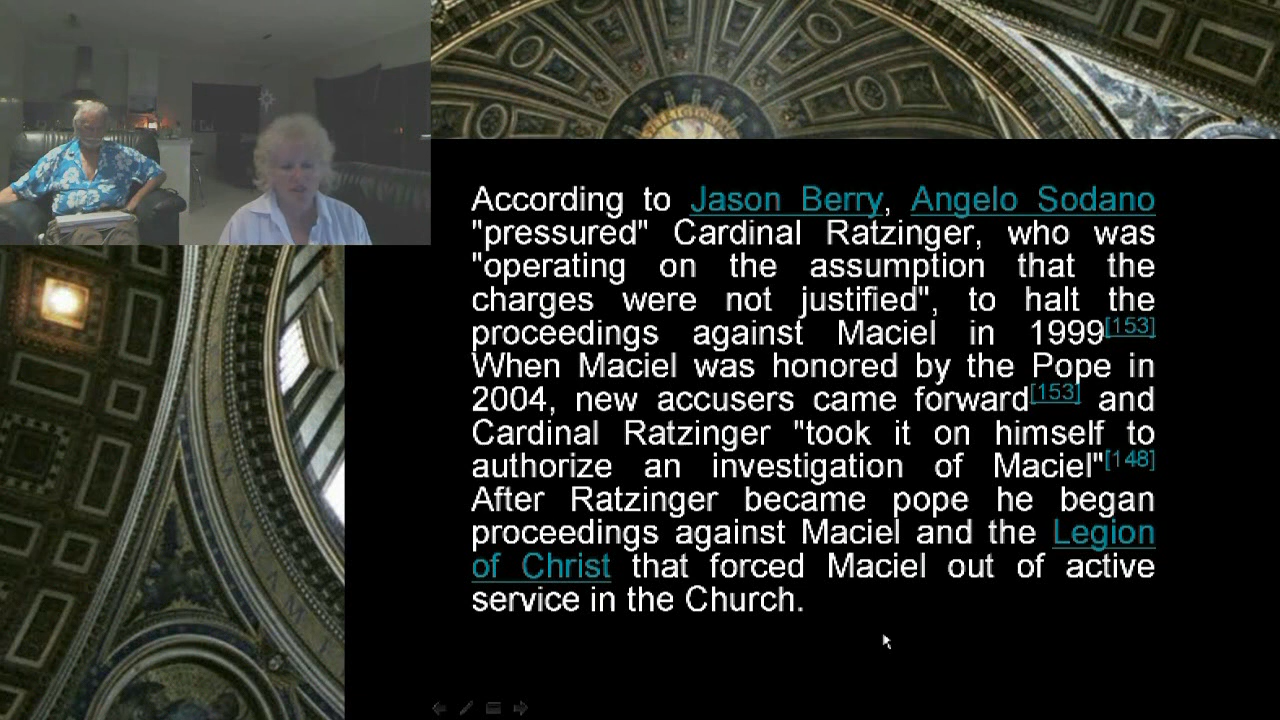 According to Jason Berry, Angelo Sodano
"pressured" Cardinal Ratzinger, who was
"operating on the assumption that the
charges were not justified", to halt the
proceedings against Maciel in 1999[153]
When Maciel was honored by the Pope in
2004, new accusers came forward[153] and
Cardinal Ratzinger "took it on himself to
authorize an investigation of Maciel"[148]
After Ratzinger became pope he began
proceedings against Maciel and the Legion
of Christ that forced Maciel out of active
service in the Church.